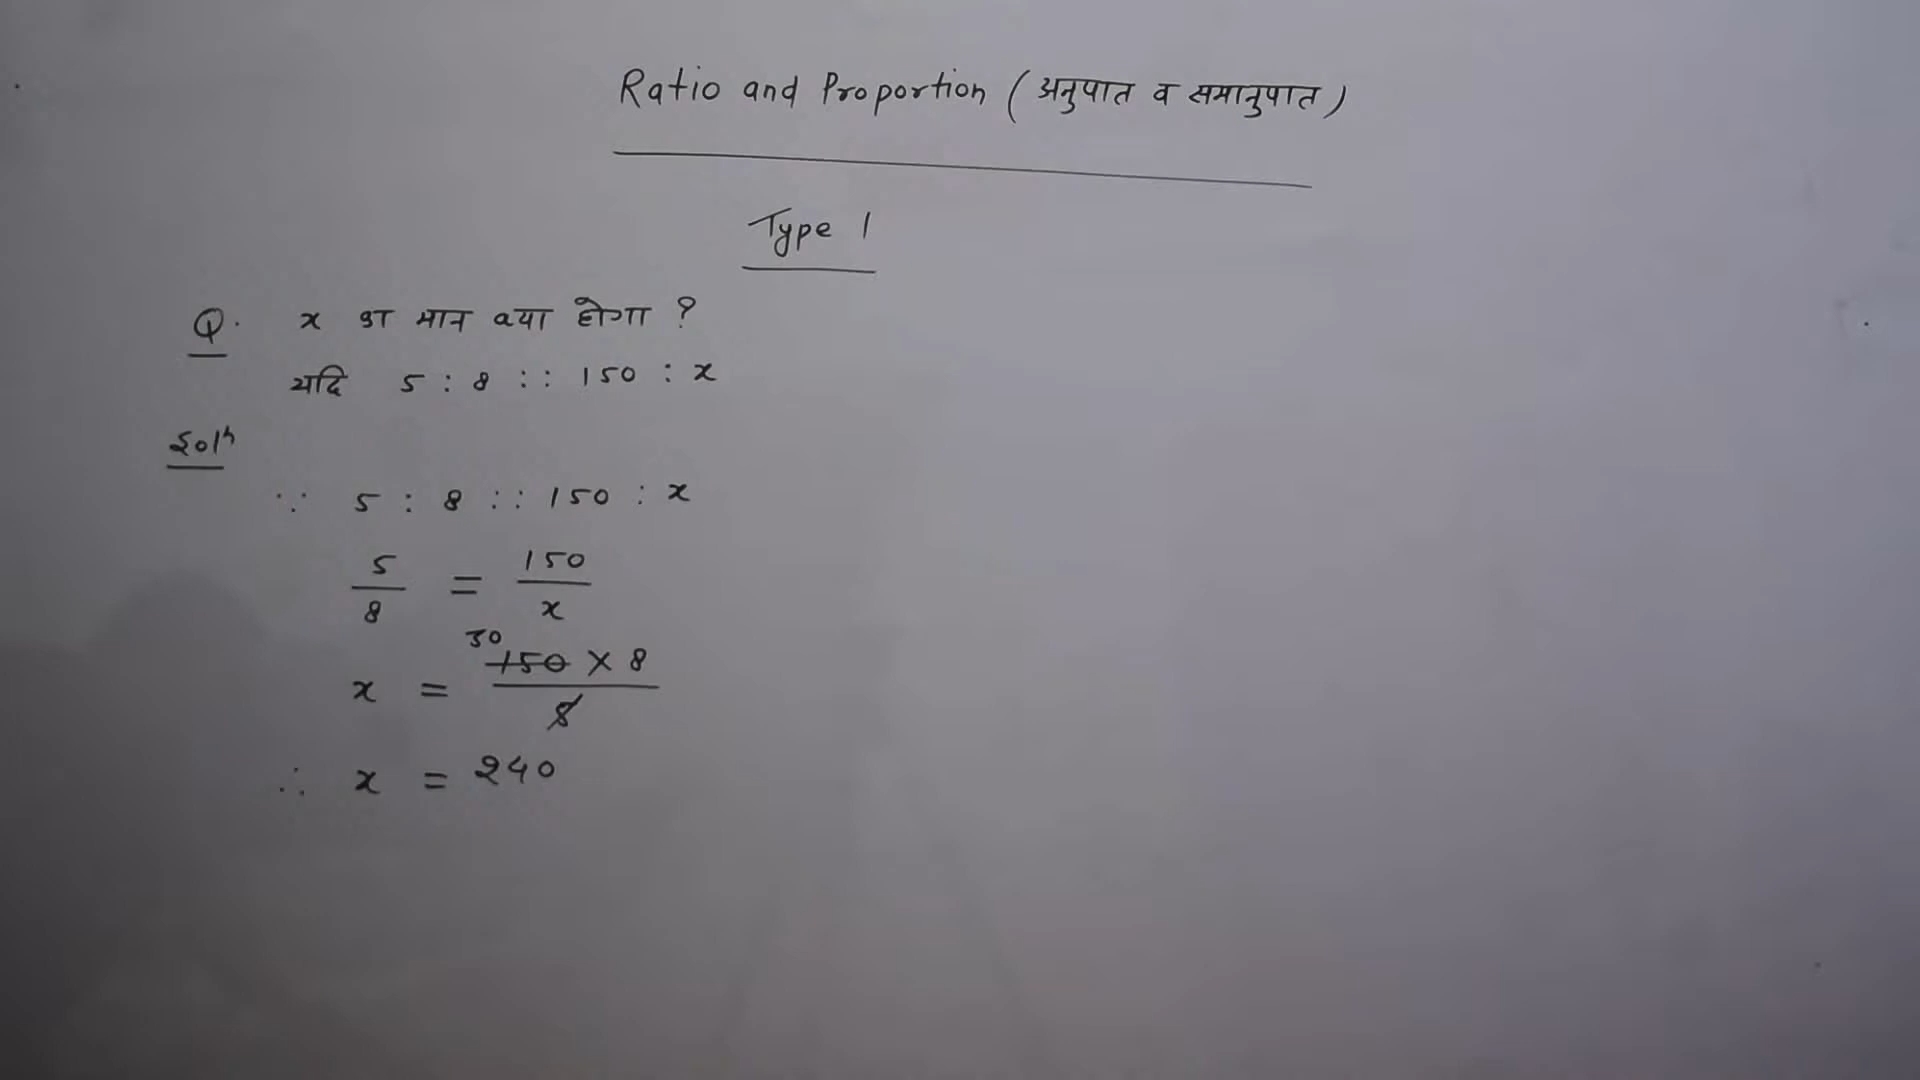 Ratio and Proportion (अनुपात व समानुपात)
Type 1
Q. x का मान क्या होगा ?
यदि 5 : 8 :: 150 : x
Solⁿ
∵ 5 : 8 :: 150 : x
5/8 = 150/x
30
x = 150 × 8 / 8
∴ x = 240